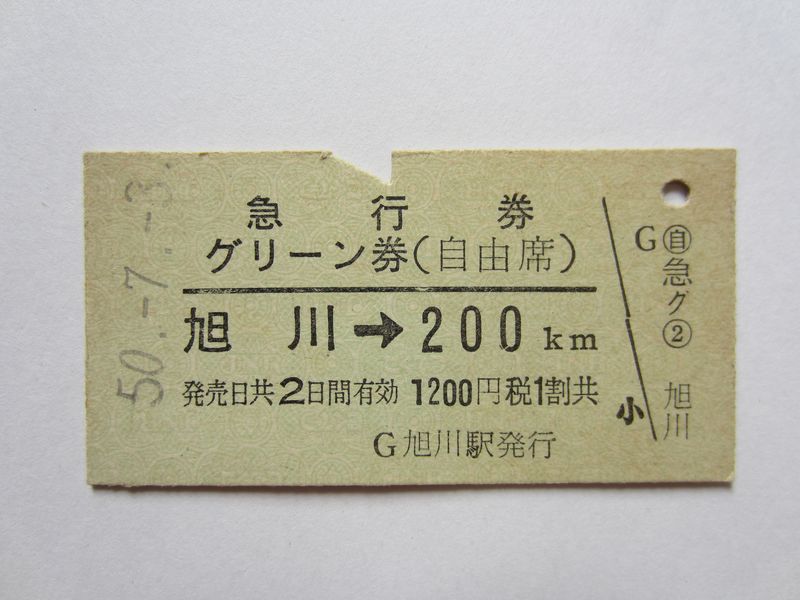 急行券
グリーン券(自由席)
旭川➔200km
発売日共2日間有効 1200円税1割共
G旭川駅発行
50.-7.-3.
小
G
㊀自急グ②
旭川